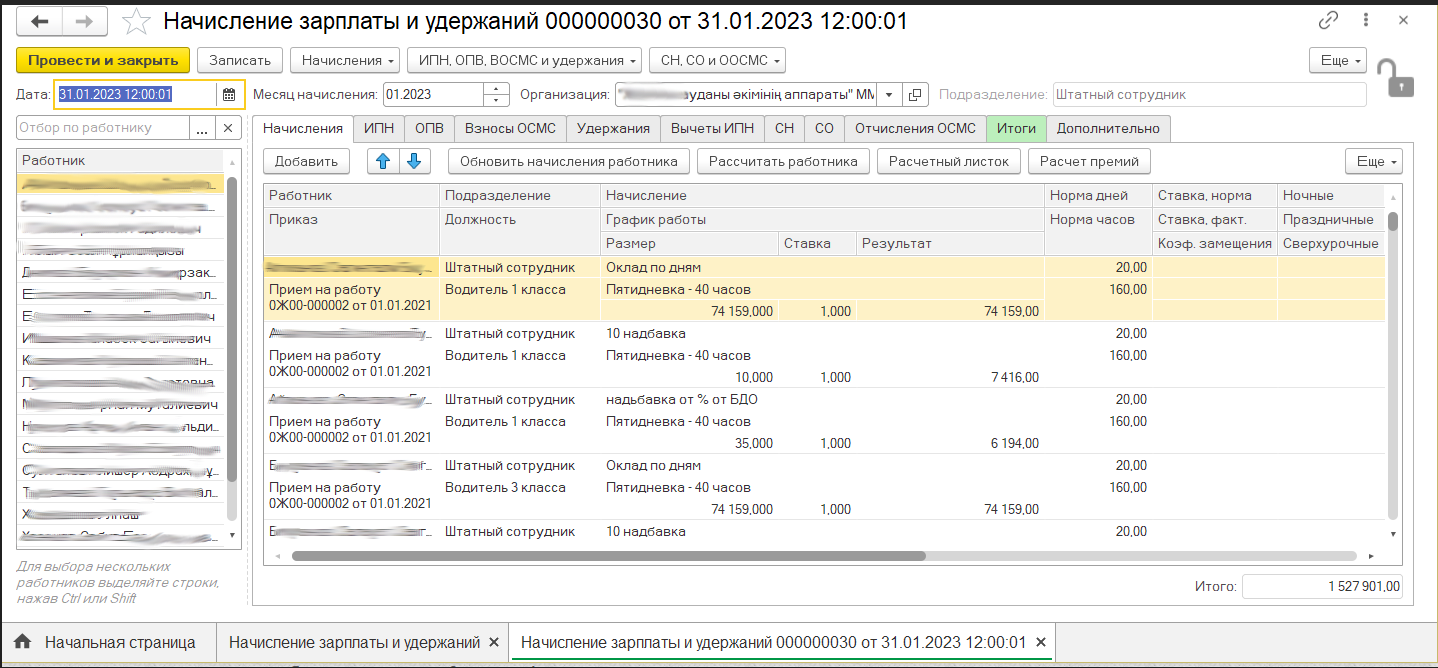 Начисление зарплаты и удержаний 000000030 от 31.01.2023 12:00:01
Провести и закрыть Записать Начисления ИПН, ОПВ, ВОСМС и удержания СН, СО и ООСМС Еще
Дата: 31.01.2023 12:00:01 Месяц начисления: 01.2023 Организация: ауданы әкімінің аппараты" ММ Подразделение: Штатный сотрудник
Отбор по работнику ... Начисления ИПН ОПВ Взносы ОСМС Удержания Вычеты ИПН СН СО Отчисления ОСМС Итоги Дополнительно
Работник
Добавить Обновить начисления работника Рассчитать работника Расчетный листок Расчет премий Еще
Работник Подразделение Начисление Норма дней Ставка, норма Ночные
Приказ Должность График работы Норма часов Ставка, факт. Праздничные
Размер Ставка Результат Коэф. замещения Сверхурочные
Штатный сотрудник Оклад по дням 20,00
Прием на работу Водитель 1 класса Пятидневка - 40 часов 160,00
0Ж00-000002 от 01.01.2021
74 159,000 1,000 74 159,00
Штатный сотрудник 10 надбавка 20,00
Прием на работу Водитель 1 класса Пятидневка - 40 часов 160,00
0Ж00-000002 от 01.01.2021
10,000 1,000 7 416,00
Штатный сотрудник надьбавка от % от БДО 20,00
Прием на работу Водитель 1 класса Пятидневка - 40 часов 160,00
0Ж00-000002 от 01.01.2021
35,000 1,000 6 194,00
Штатный сотрудник Оклад по дням 20,00
Прием на работу Водитель 3 класса Пятидневка - 40 часов 160,00
0Ж00-000002 от 01.01.2021
74 159,000 1,000 74 159,00
Штатный сотрудник 10 надбавка 20,00
Для выбора нескольких
работников выделяйте строки,
нажав Ctrl или Shift
Итого: 1 527 901,00
Начальная страница Начисление зарплаты и удержаний Начисление зарплаты и удержаний 000000030 от 31.01.2023 12:00:01